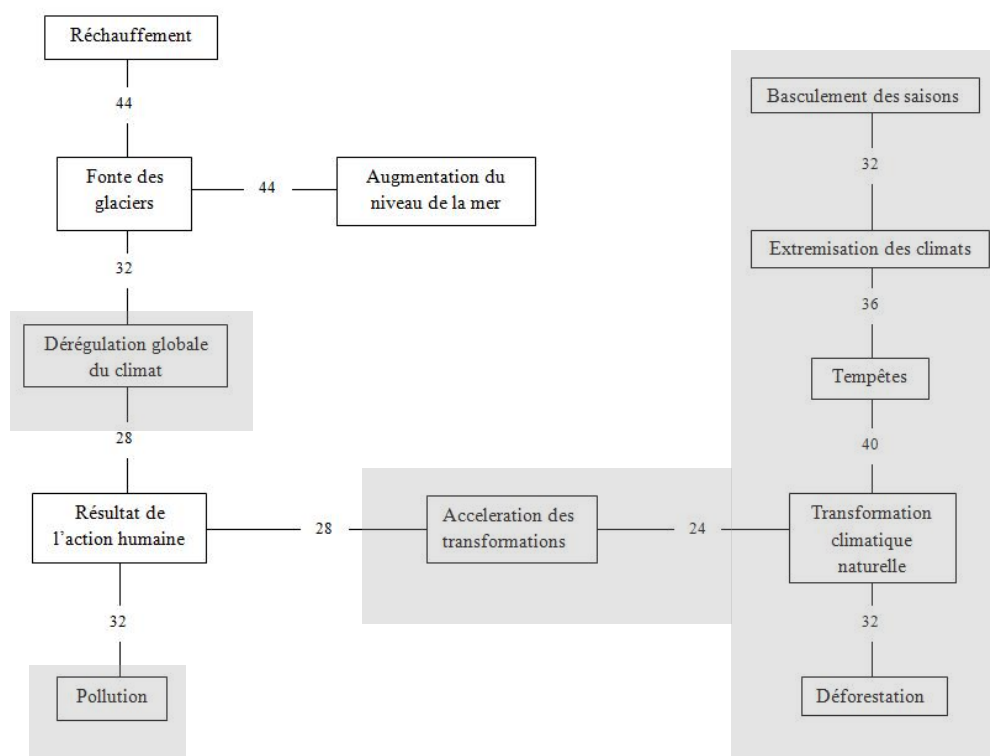 Réchauffement
44
Fonte des
glaciers
44
Augmentation du
niveau de la mer
32
Dérégulation globale
du climat
28
Résultat de
l'action humaine
28
Acceleration des
transformations
24
Transformation
climatique
naturelle
32
Pollution
Basculement des saisons
32
Extremisation des climats
36
Tempêtes
40
32
Déforestation